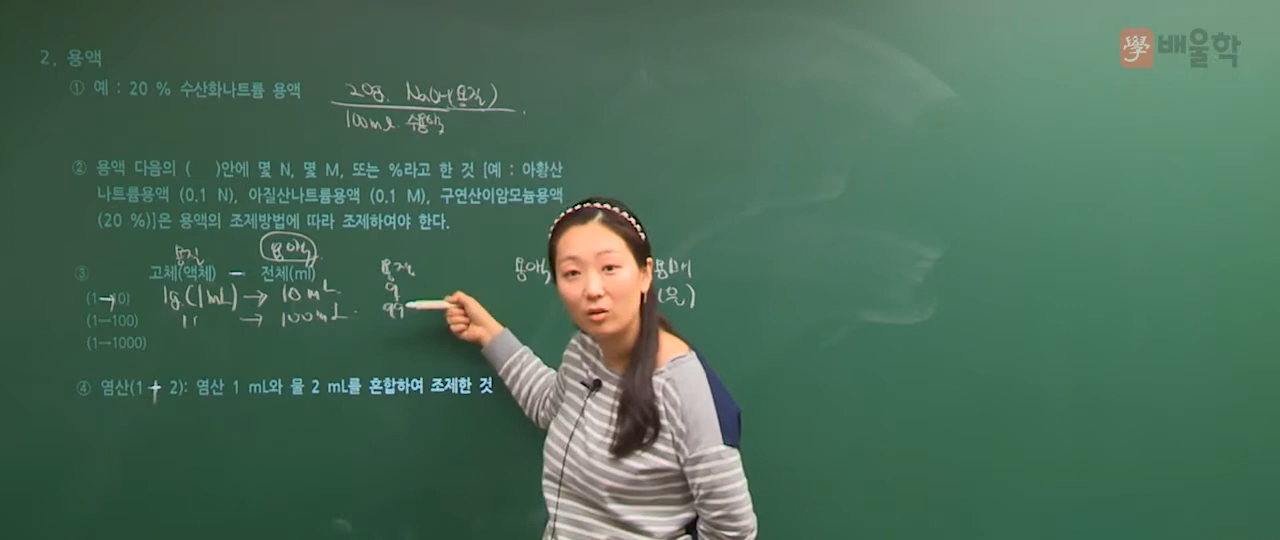 學 배울학
2. 용액
① 예 : 20 % 수산화나트륨 용액
20g. NaOH(용질)
100ml. 수용액
② 용액 다음의 (    )안에 몇 N, 몇 M, 또는 %라고 한 것 [예 : 아황산
나트륨용액 (0.1 N), 아질산나트륨용액 (0.1 M), 구연산이암모늄용액
(20 %)]은 용액의 조제방법에 따라 조제하여야 한다.
용질 용액 용액
③ 고체(액체) - 전체(ml)
(1→10) 1g(1mL) → 10mL 9
(1→100) 〃 → 100mL 99
(1→1000)
④ 염산(1 + 2): 염산 1 mL와 물 2 mL를 혼합하여 조제한 것